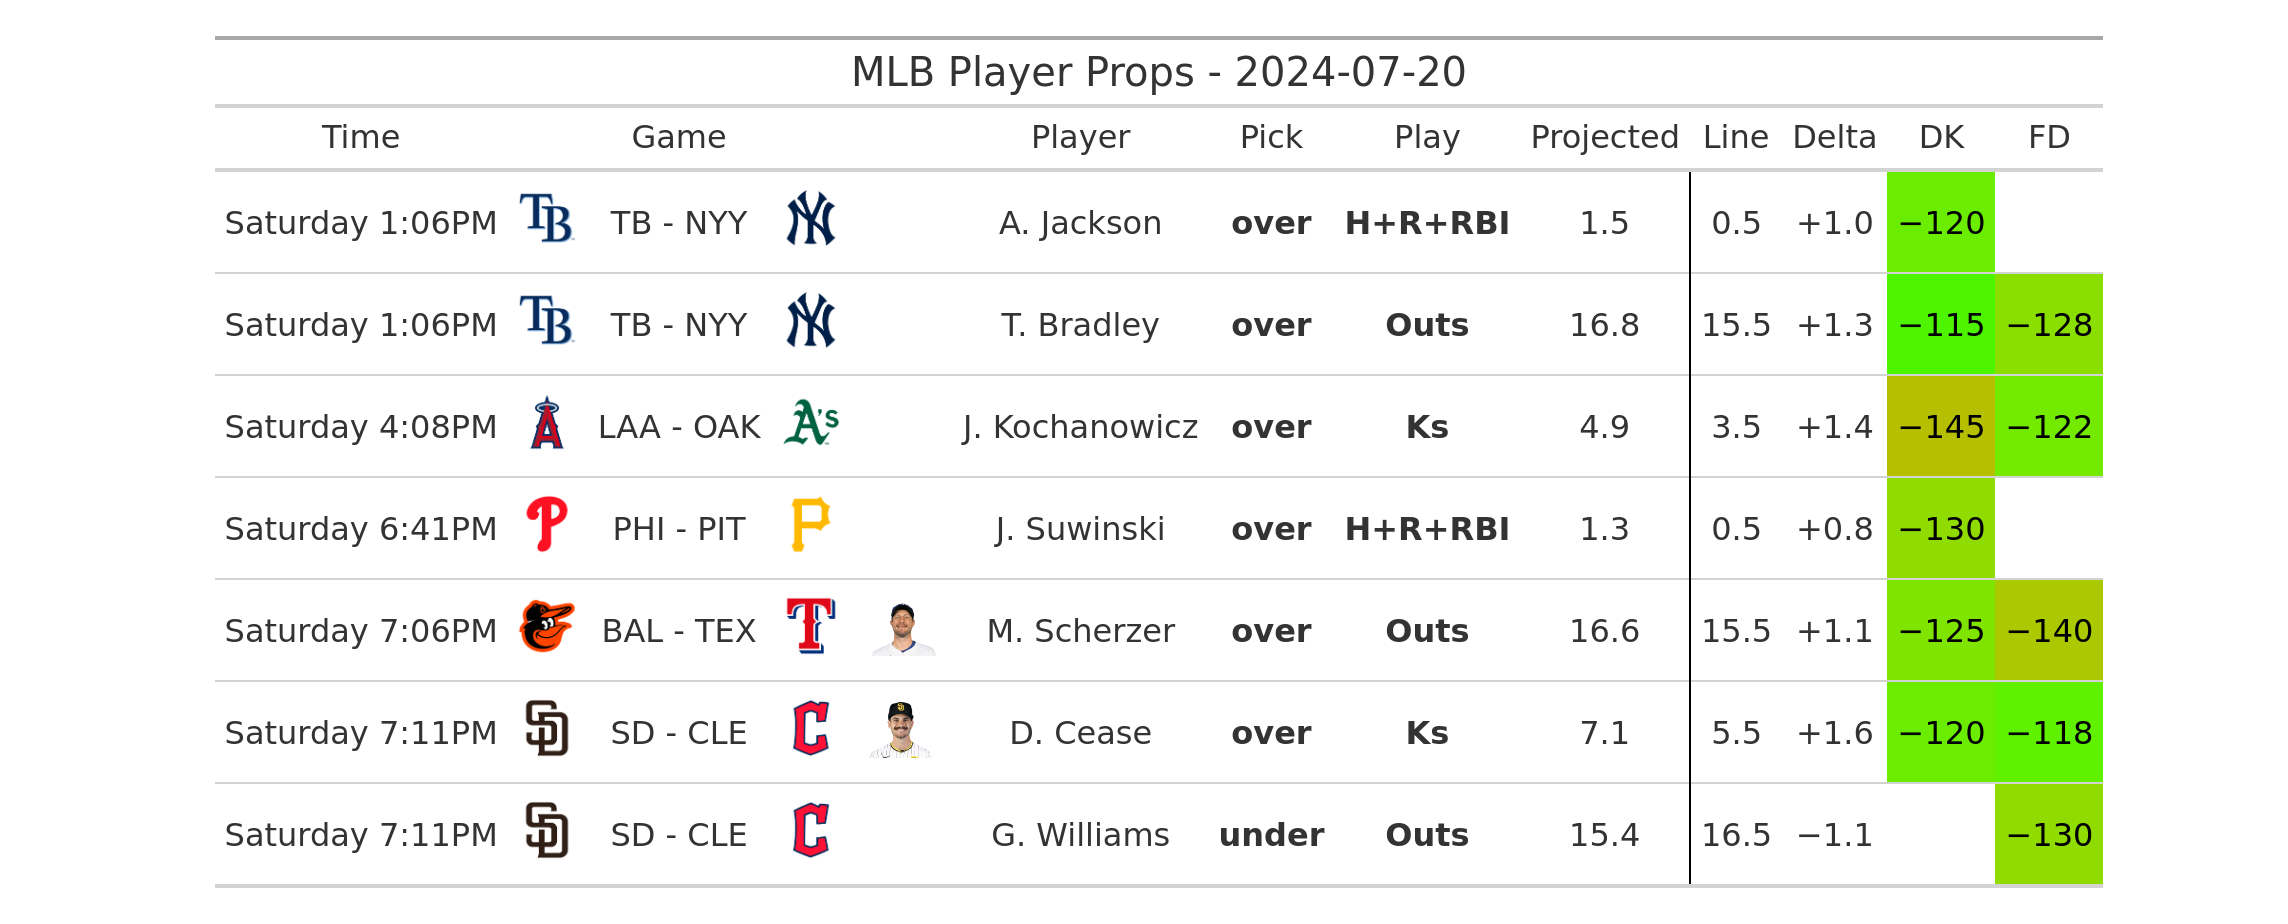 MLB Player Props - 2024-07-20
Time Game Player Pick Play Projected Line Delta DK FD
Saturday 1:06PM TB TB - NYY NY A. Jackson over H+R+RBI 1.5 0.5 +1.0 −120
Saturday 1:06PM TB TB - NYY NY T. Bradley over Outs 16.8 15.5 +1.3 −115 −128
Saturday 4:08PM A LAA - OAK A's J. Kochanowicz over Ks 4.9 3.5 +1.4 −145 −122
Saturday 6:41PM P PHI - PIT P J. Suwinski over H+R+RBI 1.3 0.5 +0.8 −130
Saturday 7:06PM BAL - TEX T M. Scherzer over Outs 16.6 15.5 +1.1 −125 −140
Saturday 7:11PM SD SD - CLE C D. Cease over Ks 7.1 5.5 +1.6 −120 −118
Saturday 7:11PM SD SD - CLE C G. Williams under Outs 15.4 16.5 −1.1 −130